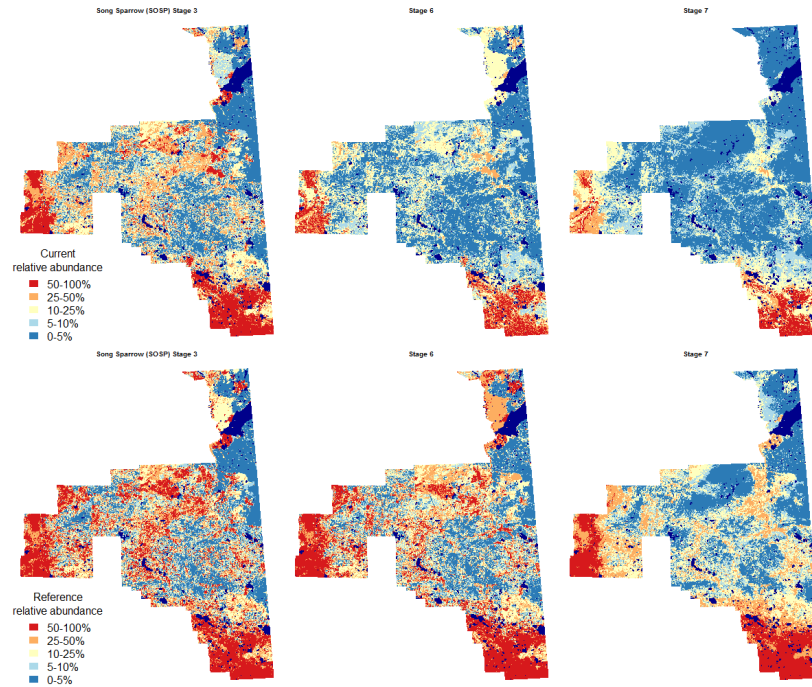 Song Sparrow (SOSP) Stage 3
Stage 6
Stage 7
Current
relative abundance
50-100%
25-50%
10-25%
5-10%
0-5%
Song Sparrow (SOSP) Stage 3
Stage 6
Stage 7
Reference
relative abundance
50-100%
25-50%
10-25%
5-10%
0-5%